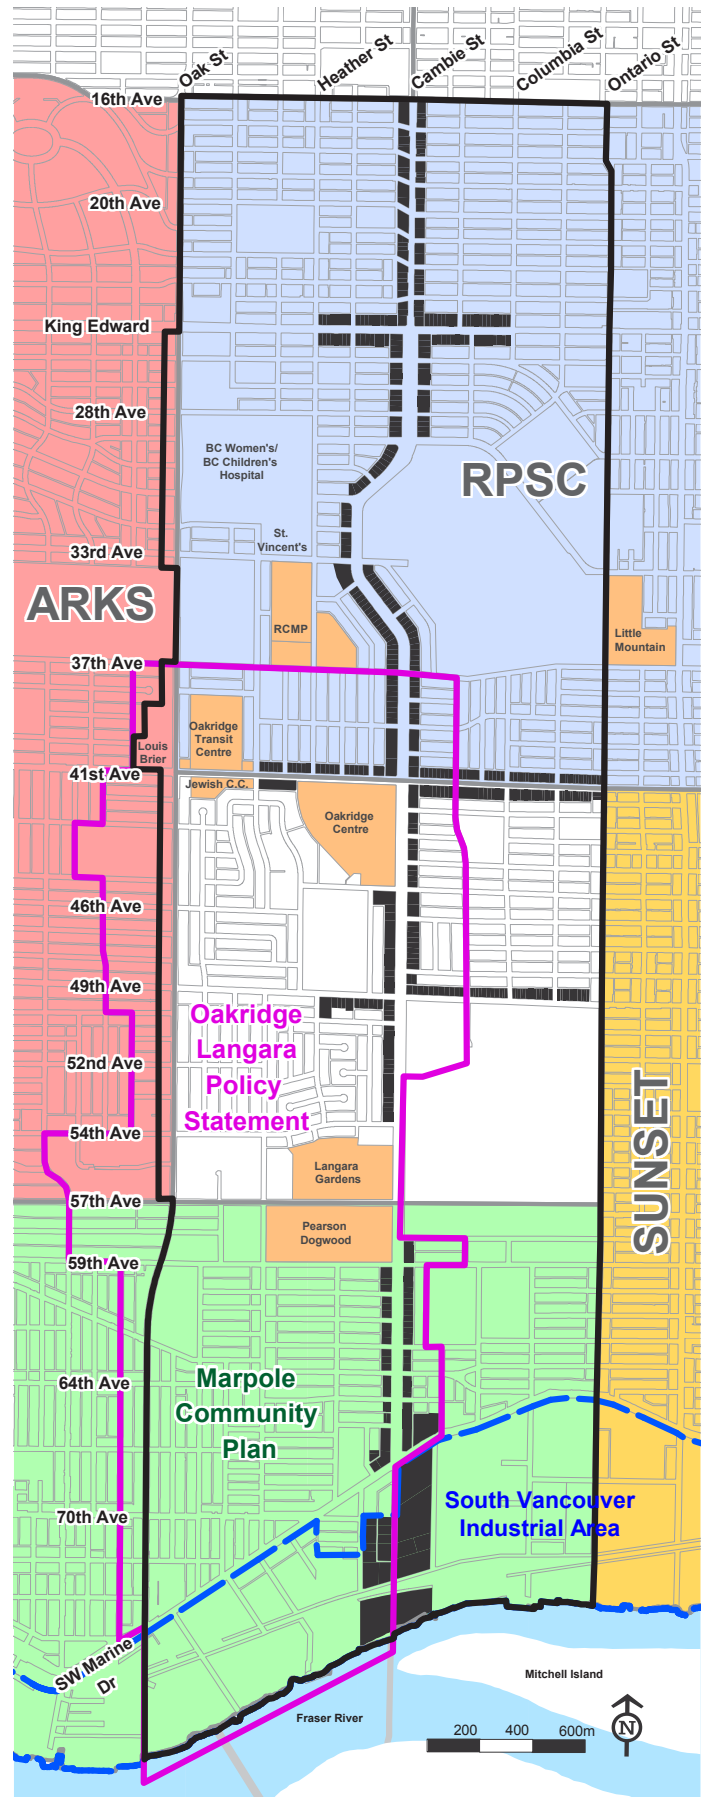 Oak St
Heather St
Cambie St
Columbia St
Ontario St
16th Ave
20th Ave
King Edward
28th Ave
BC Women's/
BC Children's
Hospital
RPSC
St.
Vincent's
33rd Ave
ARKS
RCMP
Little
Mountain
37th Ave
Oakridge
Transit
Centre
Louis
Brier
41st Ave
Jewish C.C.
Oakridge
Centre
46th Ave
49th Ave
Oakridge
Langara
Policy
Statement
52nd Ave
54th Ave
SUNSET
Langara
Gardens
57th Ave
Pearson
Dogwood
59th Ave
64th Ave
Marpole
Community
Plan
South Vancouver
Industrial Area
70th Ave
SW Marine
Dr
Mitchell Island
Fraser River
N
200 400 600m